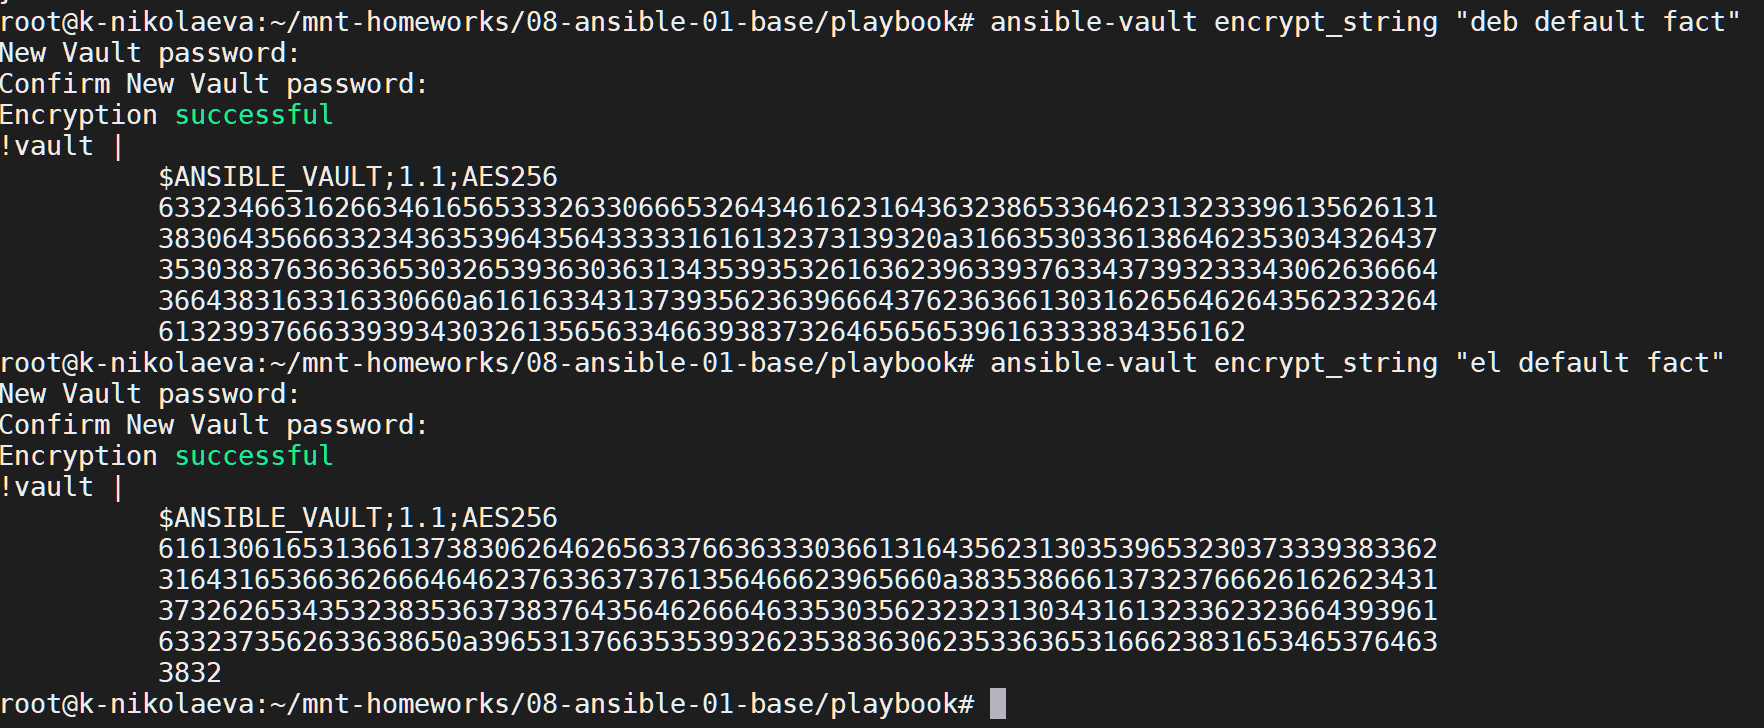 root@k-nikolaeva:~/mnt-homeworks/08-ansible-01-base/playbook# ansible-vault encrypt_string "deb default fact"
New Vault password:
Confirm New Vault password:
Encryption successful
!vault |
          $ANSIBLE_VAULT;1.1;AES256
          63323466316266346165653332633066653264346162316436323865336462313233396135626131
          3830643566633234363539643564333331616132373139320a316635303361386462353034326437
          35303837636363653032653936303631343539353261636239633937633437393233343062636664
          3664383163316330660a616163343137393562363966643762363661303162656462643562323264
          61323937666339393430326135656334663938373264656565396163333834356162
root@k-nikolaeva:~/mnt-homeworks/08-ansible-01-base/playbook# ansible-vault encrypt_string "el default fact"
New Vault password:
Confirm New Vault password:
Encryption successful
!vault |
          $ANSIBLE_VAULT;1.1;AES256
          61613061653136613738306264626563376636333036613164356231303539653230373339383362
          3164316536636266646462376336373761356466623965660a383538666137323766626162623431
          37326265343532383536373837643564626664633530356232323130343161323362323664393961
          6332373562633638650a396531376635353932623538363062353363653166623831653465376463
          3832
root@k-nikolaeva:~/mnt-homeworks/08-ansible-01-base/playbook#